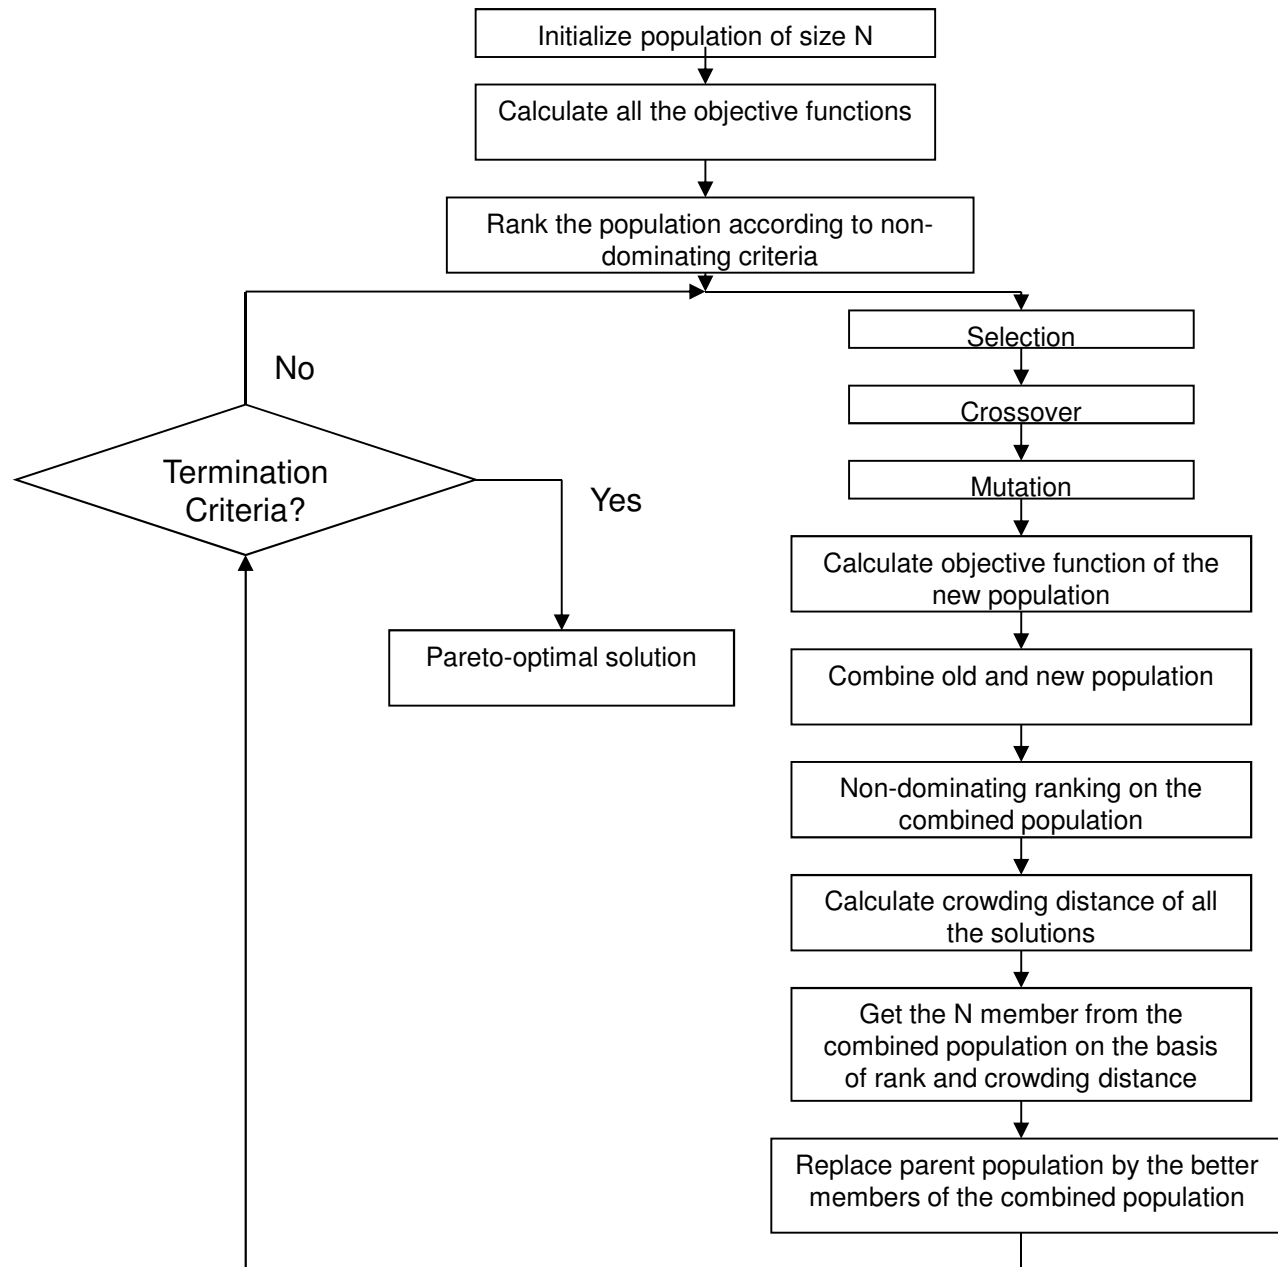 Initialize population of size N
Calculate all the objective functions
Rank the population according to non-
dominating criteria
No
Selection
Crossover
Termination
Criteria?
Yes
Mutation
Calculate objective function of the
new population
Pareto-optimal solution
Combine old and new population
Non-dominating ranking on the
combined population
Calculate crowding distance of all
the solutions
Get the N member from the
combined population on the basis
of rank and crowding distance
Replace parent population by the better
members of the combined population